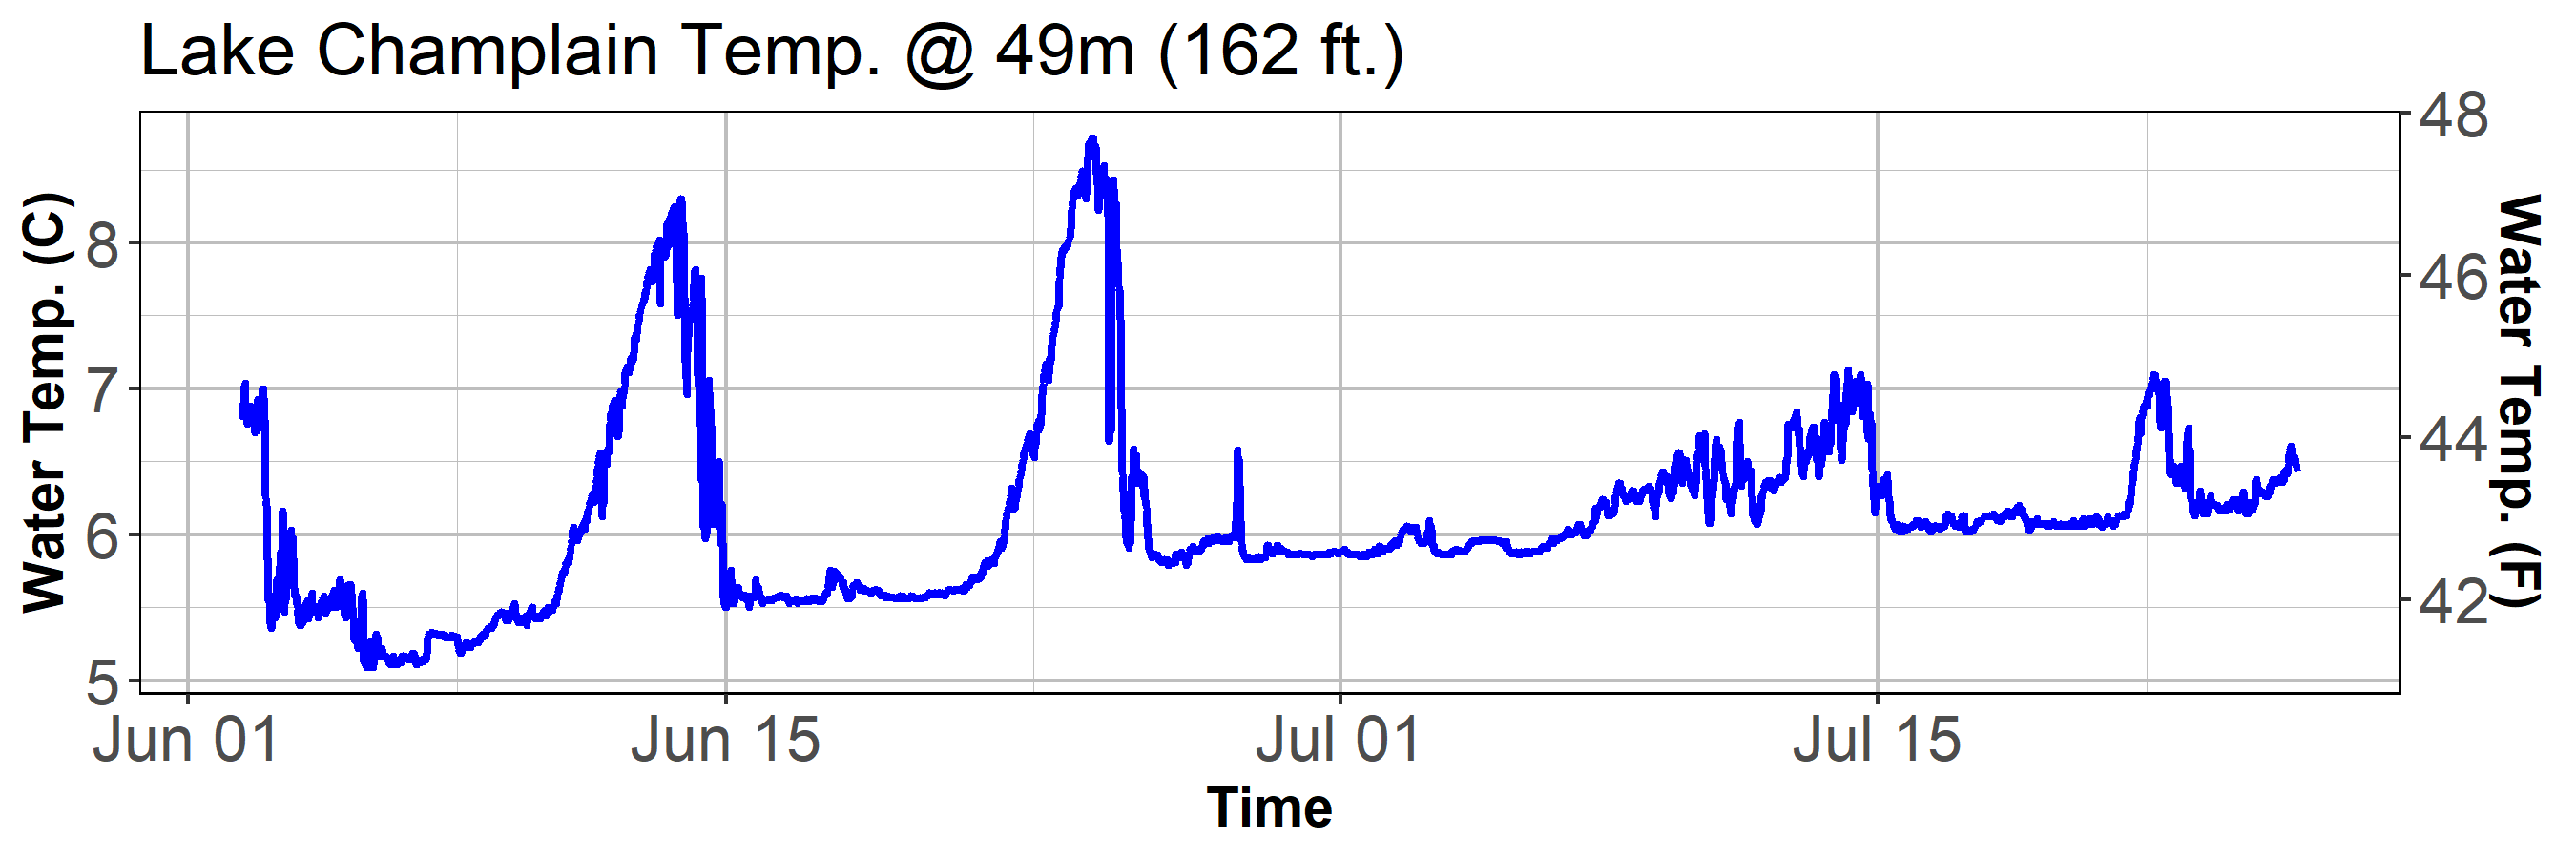 Lake Champlain Temp. @ 49m (162 ft.)
Water Temp. (C)
8
7
6
5
48
46
44
42
Water Temp. (F)
Jun 01 Jun 15 Jul 01 Jul 15
Time